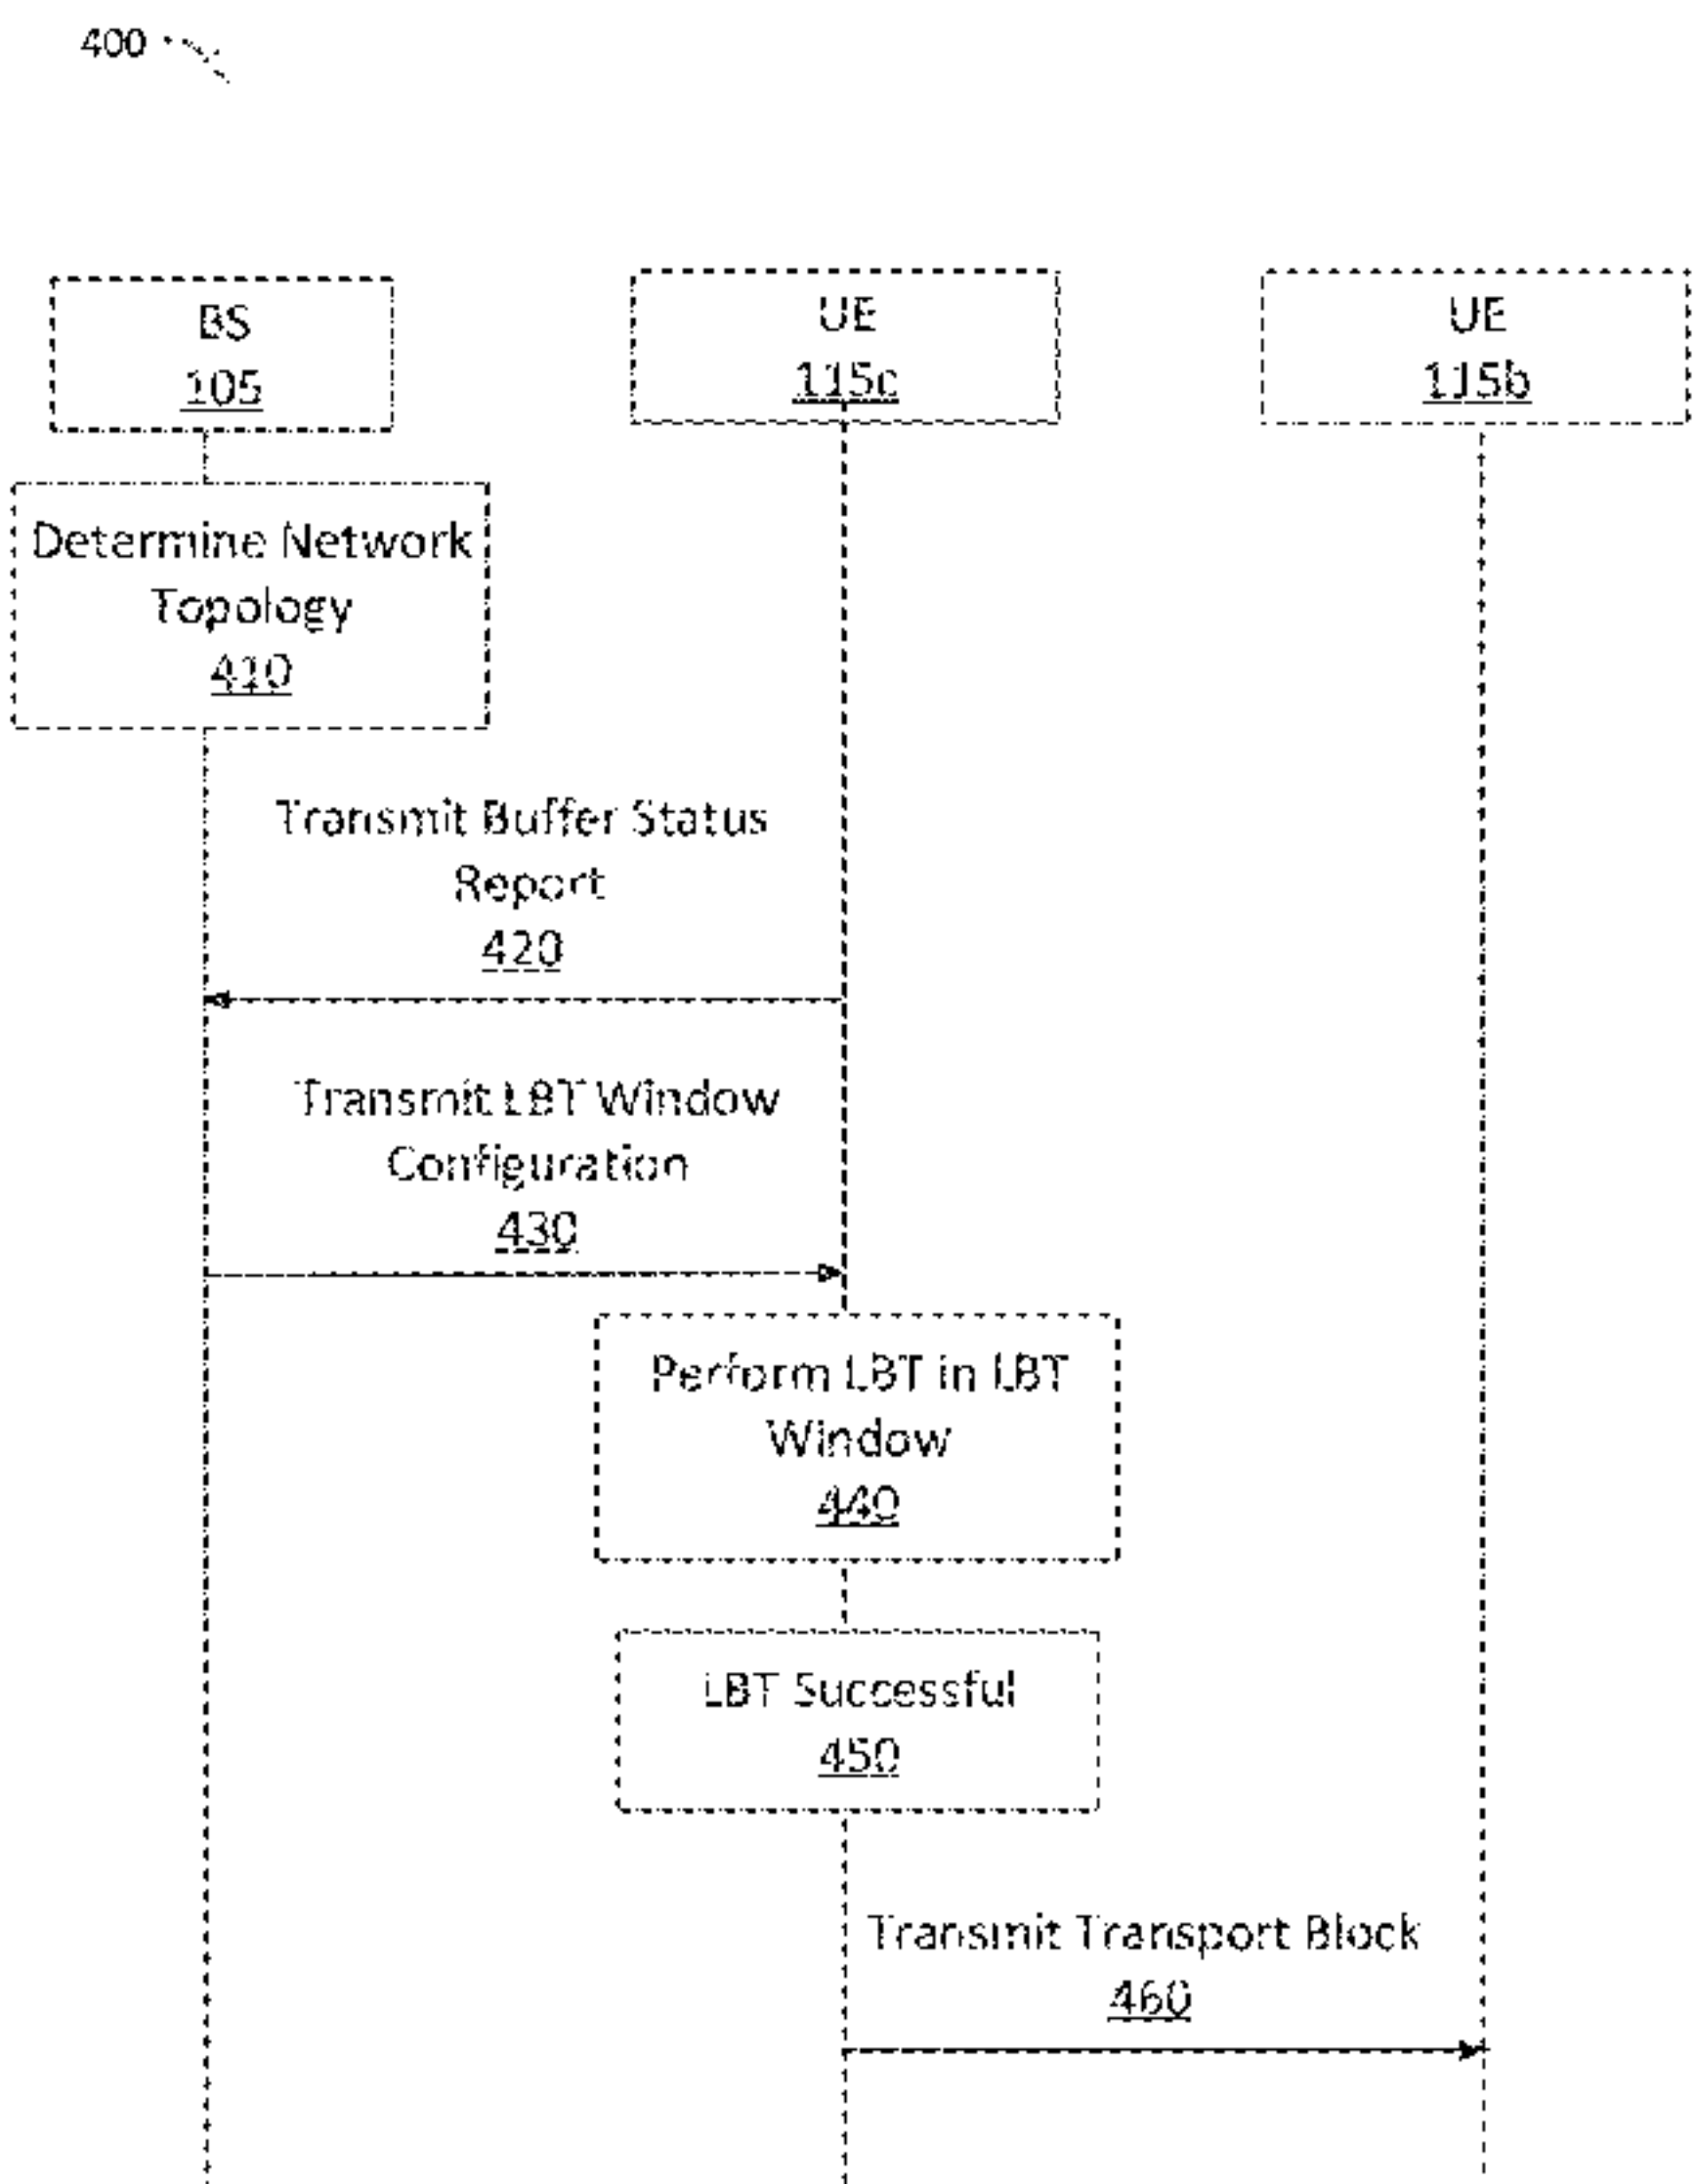 400
BS
105
UE
115c
UE
115b
Determine Network
Topology
410
Transmit Buffer Status
Report
420
Transmit LBT Window
Configuration
430
Perform LBT in LBT
Window
440
LBT Successful
450
Transmit Transport Block
460